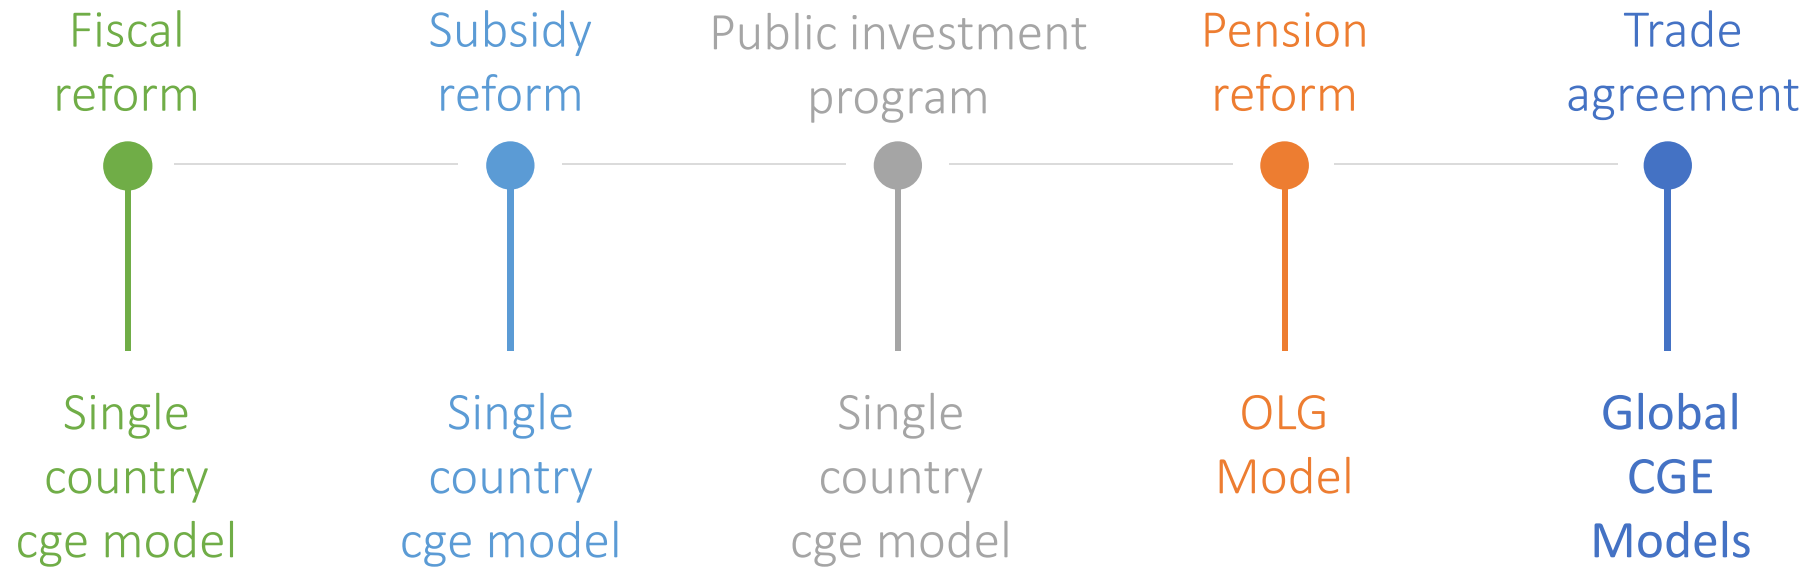 Fiscal
reform
Subsidy
reform
Public investment
program
Pension
reform
Trade
agreement
Single
country
cge model
Single
country
cge model
Single
country
cge model
OLG
Model
Global
CGE
Models